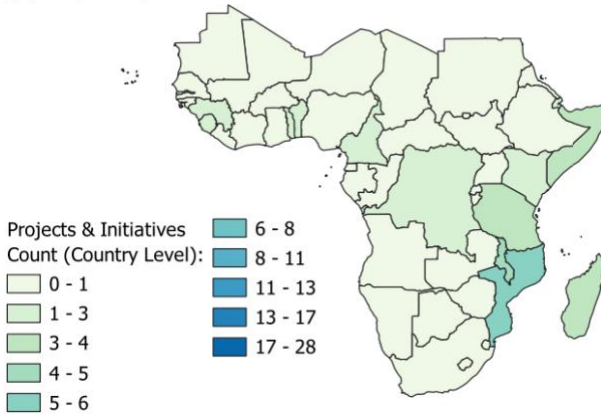 Projects & Initiatives
Count (Country Level):
0 - 1
1 - 3
3 - 4
4 - 5
5 - 6
6 - 8
8 - 11
11 - 13
13 - 17
17 - 28